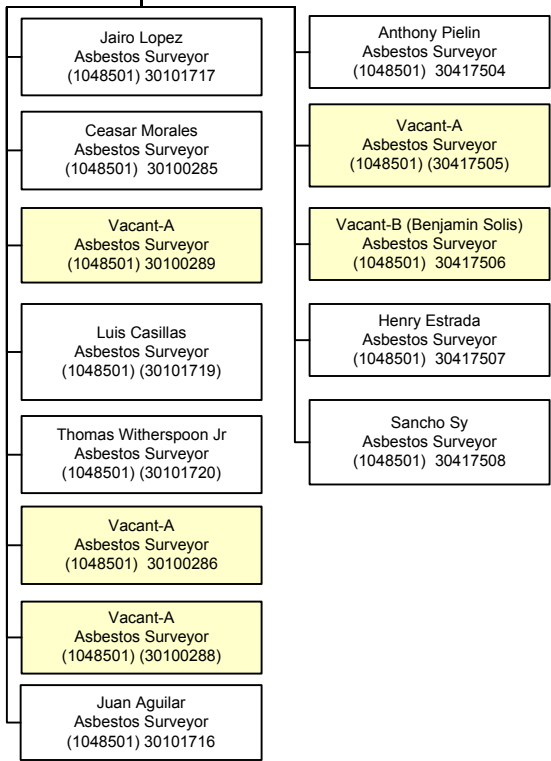 Jairo Lopez
Asbestos Surveyor
(1048501) 30101717
Ceasar Morales
Asbestos Surveyor
(1048501) 30100285
Vacant-A
Asbestos Surveyor
(1048501) 30100289
Luis Casillas
Asbestos Surveyor
(1048501) (30101719)
Thomas Witherspoon Jr
Asbestos Surveyor
(1048501) (30101720)
Vacant-A
Asbestos Surveyor
(1048501) 30100286
Vacant-A
Asbestos Surveyor
(1048501) (30100288)
Juan Aguilar
Asbestos Surveyor
(1048501) 30101716
Anthony Pielin
Asbestos Surveyor
(1048501) 30417504
Vacant-A
Asbestos Surveyor
(1048501) (30417505)
Vacant-B (Benjamin Solis)
Asbestos Surveyor
(1048501) 30417506
Henry Estrada
Asbestos Surveyor
(1048501) 30417507
Sancho Sy
Asbestos Surveyor
(1048501) 30417508